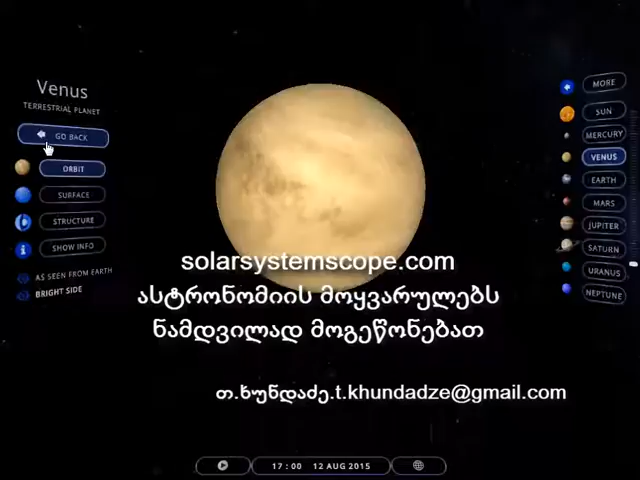 Venus
TERRESTRIAL PLANET
GO BACK
ORBIT
SURFACE
STRUCTURE
SHOW INFO
AS SEEN FROM EARTH
BRIGHT SIDE
MORE
SUN
MERCURY
VENUS
EARTH
MARS
JUPITER
SATURN
URANUS
NEPTUNE
solarsystemscope.com
ასტრონომიის მოყვარულებს
ნამდვილად მოგეწონებათ
თ.ხუნდაძე.t.khundadze@gmail.com
17 : 00 12 AUG 2015